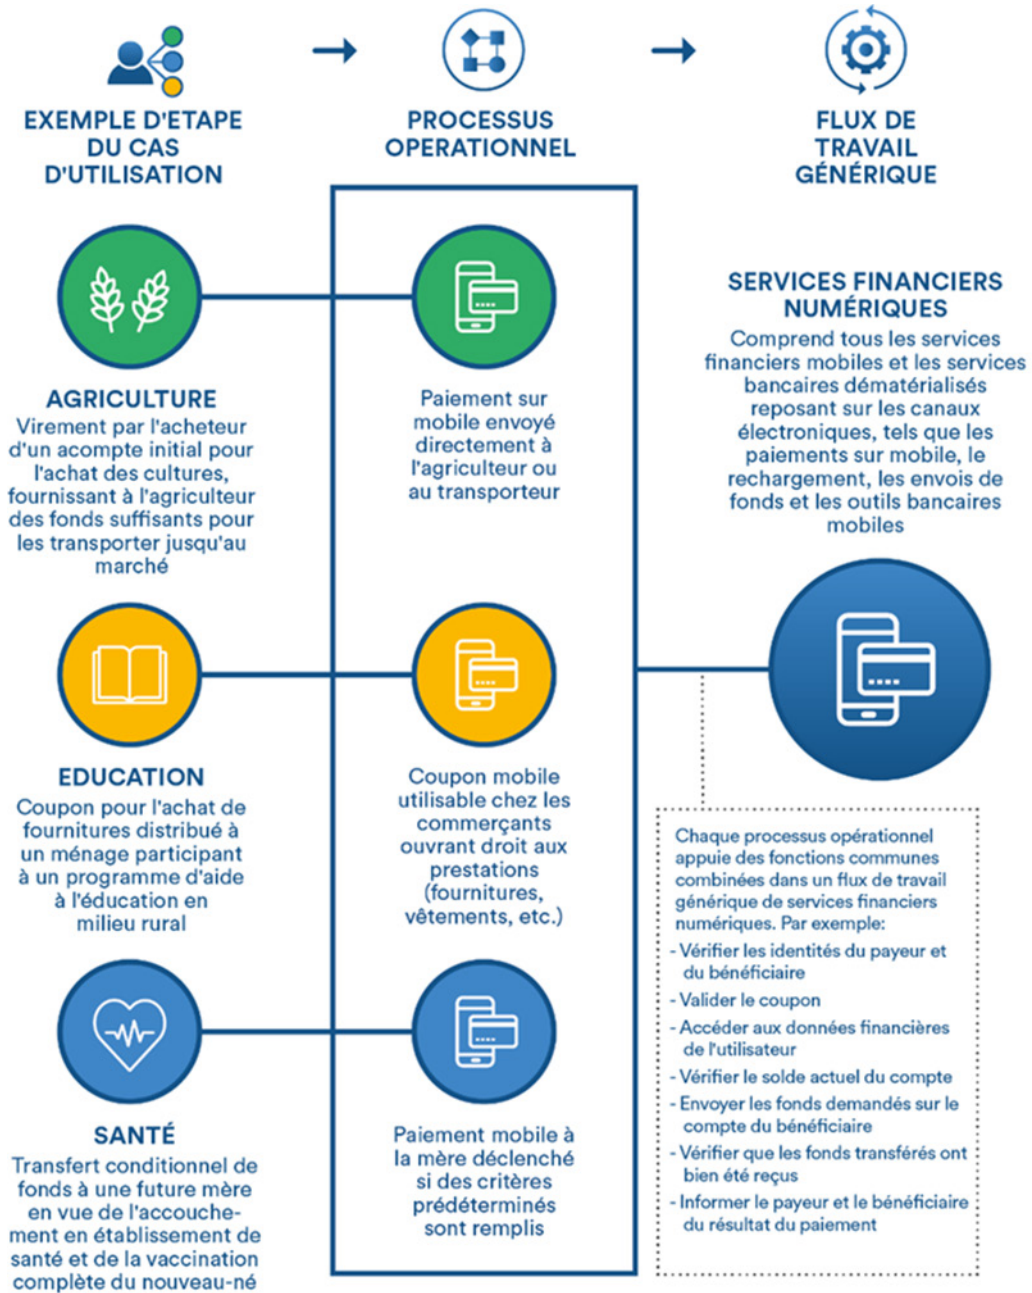 EXEMPLE D'ETAPE
DU CAS
D'UTILISATION
PROCESSUS
OPERATIONNEL
FLUX DE
TRAVAIL
GÉNÉRIQUE
AGRICULTURE
Virement par l'acheteur
d'un acompte initial pour
l'achat des cultures,
fournissant à l'agriculteur
des fonds suffisants pour
les transporter jusqu'au
marché
Paiement sur
mobile envoyé
directement à
l'agriculteur ou
au transporteur
SERVICES FINANCIERS
NUMÉRIQUES
Comprend tous les services
financiers mobiles et les services
bancaires dématérialisés
reposant sur les canaux
électroniques, tels que les
paiements sur mobile, le
rechargement, les envois de
fonds et les outils bancaires
mobiles
EDUCATION
Coupon pour l'achat de
fournitures distribué à
un ménage participant
à un programme d'aide
à l'éducation en
milieu rural
Coupon mobile
utilisable chez les
commerçants
ouvrant droit aux
prestations
(fournitures,
vêtements, etc.)
Chaque processus opérationnel
appuie des fonctions communes
combinées dans un flux de travail
générique de services financiers
numériques. Par exemple:
- Vérifier les identités du payeur et
du bénéficiaire
- Valider le coupon
- Accéder aux données financières
de l'utilisateur
- Vérifier le solde actuel du compte
- Envoyer les fonds demandés sur le
compte du bénéficiaire
- Vérifier que les fonds transférés ont
bien été reçus
- Informer le payeur et le bénéficiaire
du résultat du paiement
SANTÉ
Transfert conditionnel de
fonds à une future mère
en vue de l'accouche-
ment en établissement de
santé et de la vaccination
complète du nouveau-né
Paiement mobile à
la mère déclenché
si des critères
prédéterminés
sont remplis